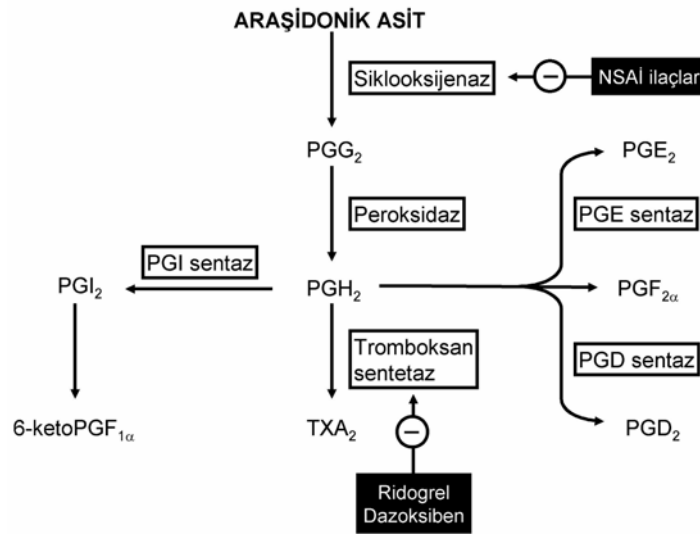 ARAŞİDONİK ASİT
Siklooksijenaz
NSAİ ilaçlar
PGG₂
PGE₂
Peroksidaz
PGE sentaz
PGI sentaz
PGI₂
PGH₂
PGF₂α
Tromboksan
sentetaz
PGD sentaz
6-ketoPGF₁α
TXA₂
PGD₂
Ridogrel
Dazoksiben